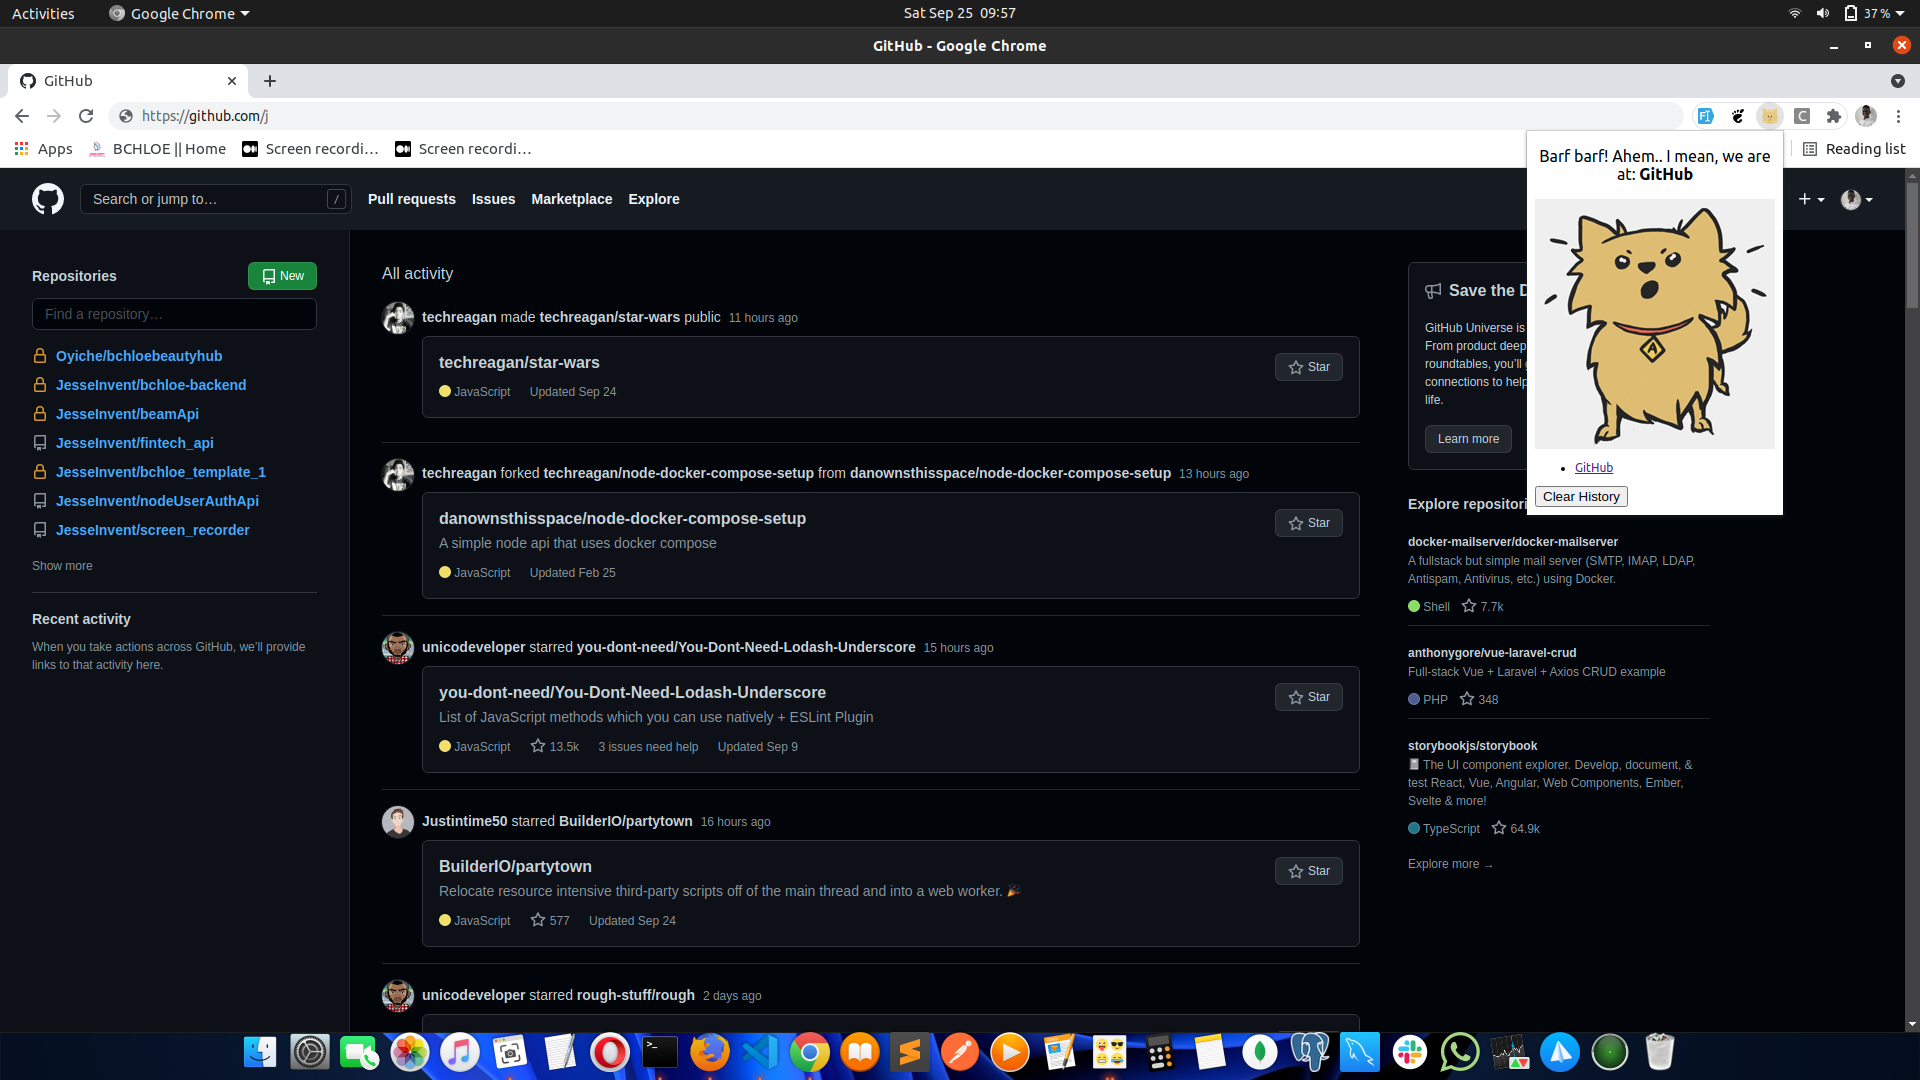 Activities
Google Chrome
Sat Sep 25 09:57
37 %
GitHub - Google Chrome
GitHub
https://github.com/j
Apps
BCHLOE || Home
Screen recordi…
Screen recordi…
Reading list
Search or jump to…
/
Pull requests
Issues
Marketplace
Explore
Barf barf! Ahem.. I mean, we are
at: GitHub
A
GitHub
Clear History
Repositories
New
Find a repository…
Oyiche/bchloebeautyhub
JesseInvent/bchloe-backend
JesseInvent/beamApi
JesseInvent/fintech_api
JesseInvent/bchloe_template_1
JesseInvent/nodeUserAuthApi
JesseInvent/screen_recorder
Show more
Recent activity
When you take actions across GitHub, we’ll provide
links to that activity here.
All activity
techreagan made techreagan/star-wars public 11 hours ago
techreagan/star-wars
Star
JavaScript Updated Sep 24
techreagan forked techreagan/node-docker-compose-setup from danownsthisspace/node-docker-compose-setup 13 hours ago
danownsthisspace/node-docker-compose-setup
Star
A simple node api that uses docker compose
JavaScript Updated Feb 25
unicodeveloper starred you-dont-need/You-Dont-Need-Lodash-Underscore 15 hours ago
you-dont-need/You-Dont-Need-Lodash-Underscore
Star
List of JavaScript methods which you can use natively + ESLint Plugin
JavaScript 13.5k 3 issues need help Updated Sep 9
Justintime50 starred BuilderIO/partytown 16 hours ago
BuilderIO/partytown
Star
Relocate resource intensive third-party scripts off of the main thread and into a web worker. 🎉
JavaScript 577 Updated Sep 24
unicodeveloper starred rough-stuff/rough 2 days ago
Save the D
GitHub Universe is
From product deep
roundtables, you’ll
connections to help
life.
Learn more
Explore repositori
docker-mailserver/docker-mailserver
A fullstack but simple mail server (SMTP, IMAP, LDAP,
Antispam, Antivirus, etc.) using Docker.
Shell 7.7k
anthonygore/vue-laravel-crud
Full-stack Vue + Laravel + Axios CRUD example
PHP 348
storybookjs/storybook
📓 The UI component explorer. Develop, document, &
test React, Vue, Angular, Web Components, Ember,
Svelte & more!
TypeScript 64.9k
Explore more →